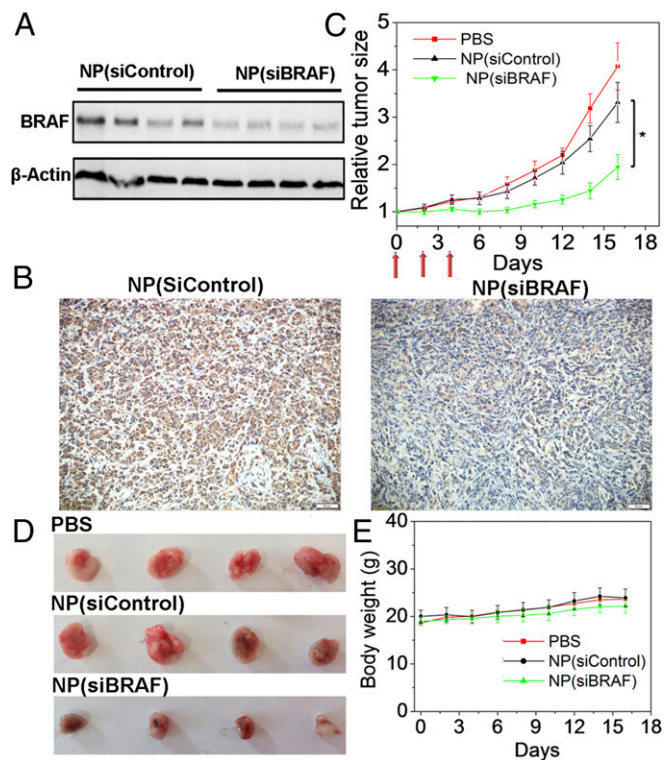 A
NP(siControl) NP(siBRAF)
BRAF
β-Actin
C
Relative tumor size
5
4
3
2
1
PBS
NP(siControl)
NP(siBRAF)
*
0 3 6 9 12 15 18
Days
B
NP(SiControl)
NP(siBRAF)
D
PBS
NP(siControl)
NP(siBRAF)
E
Body weight (g)
40
30
20
10
0
PBS
NP(siControl)
NP(siBRAF)
0 3 6 9 12 15 18
Days